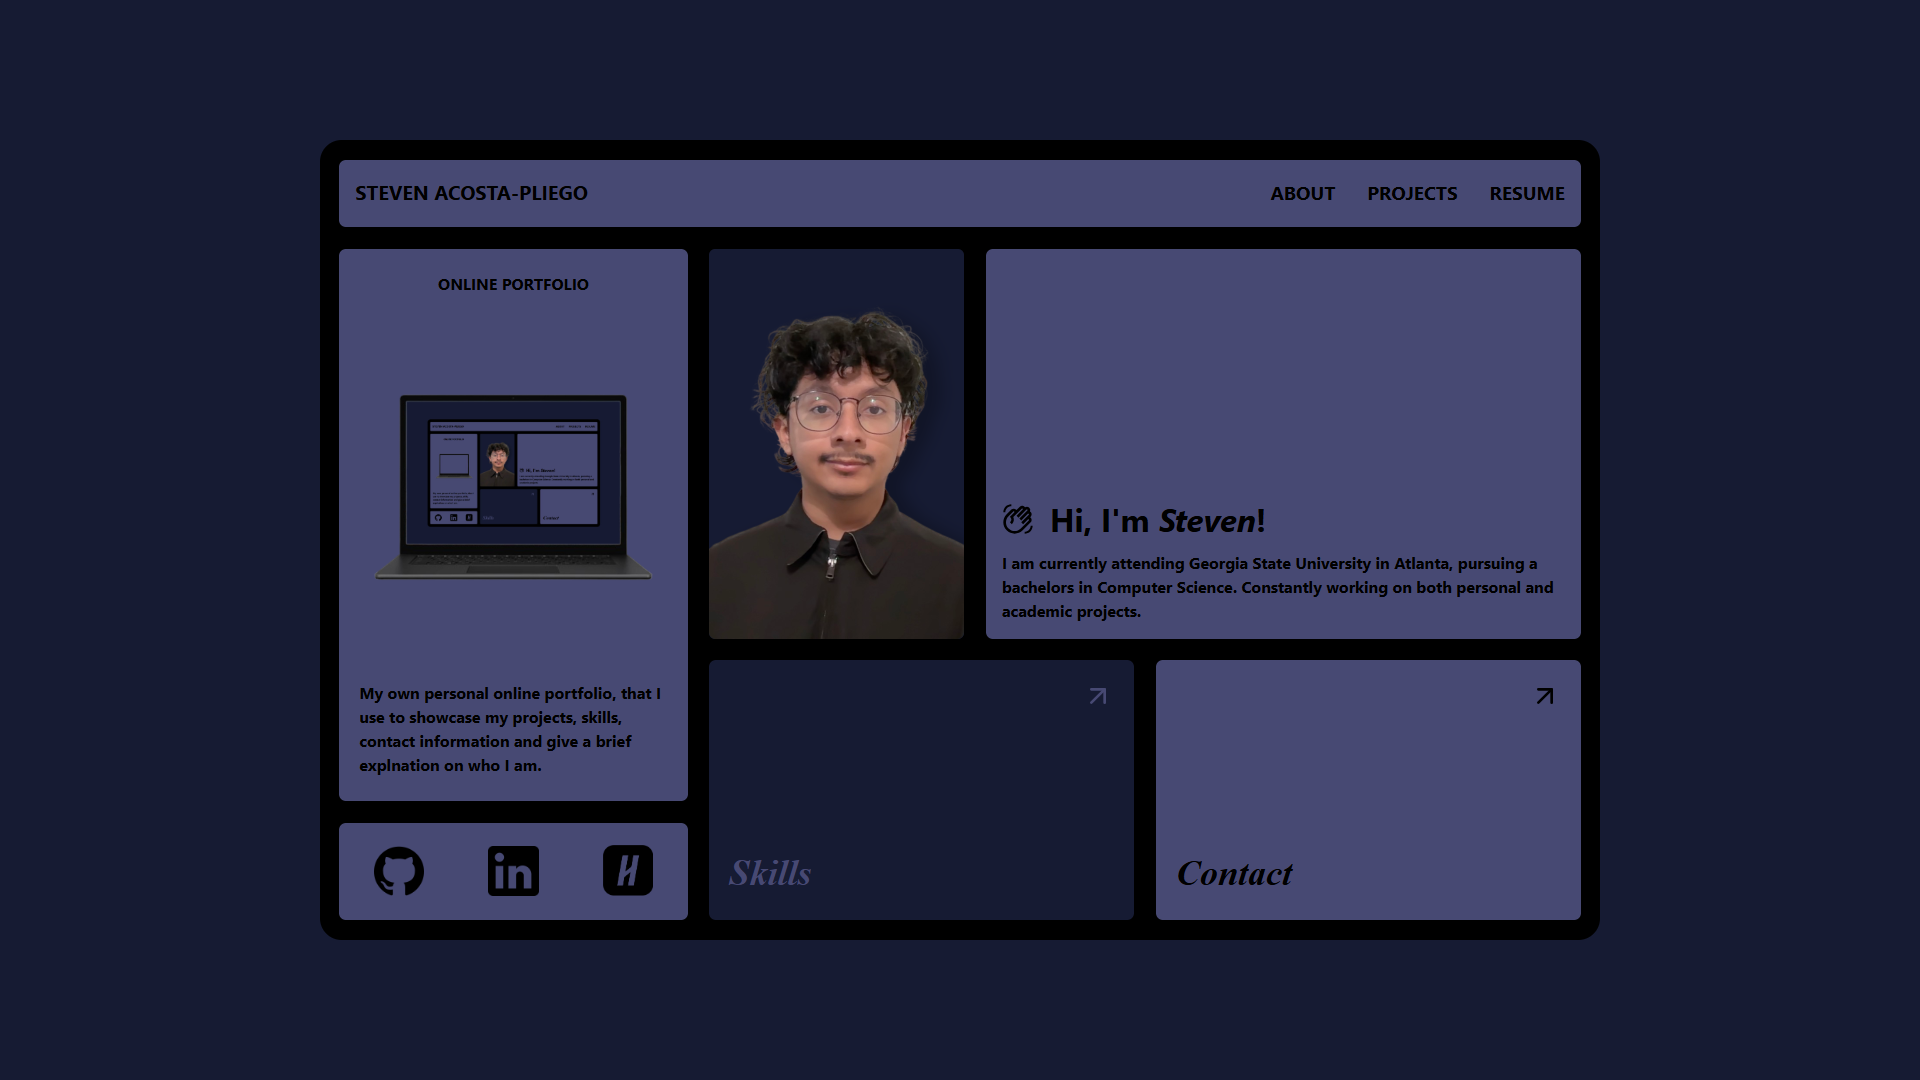 STEVEN ACOSTA-PLIEGO
ABOUT PROJECTS RESUME
ONLINE PORTFOLIO
My own personal online portfolio, that I
use to showcase my projects, skills,
contact information and give a brief
explnation on who I am.
Hi, I'm Steven!
I am currently attending Georgia State University in Atlanta, pursuing a
bachelors in Computer Science. Constantly working on both personal and
academic projects.
in
Skills
Contact